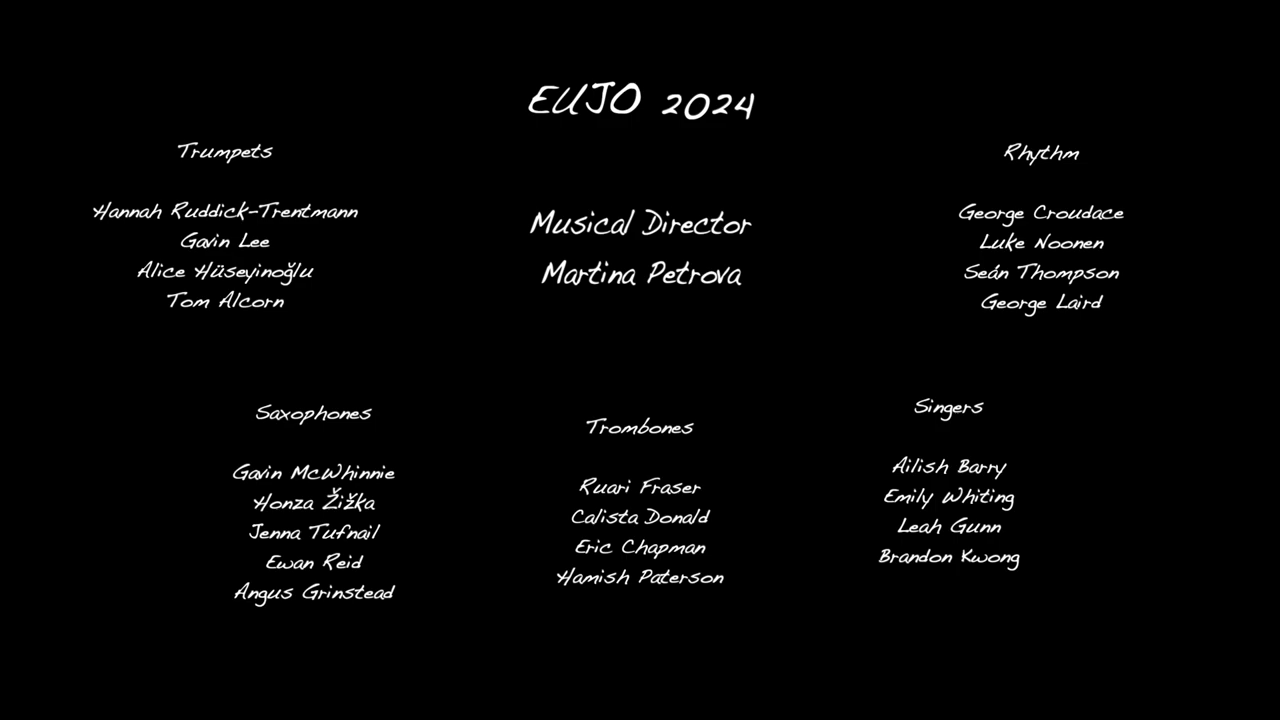 EUJO 2024
Trumpets
Hannah Ruddick-Trentmann
Gavin Lee
Alice Hüseyinoğlu
Tom Alcorn
Musical Director
Martina Petrova
Rhythm
George Croudace
Luke Noonen
Seán Thompson
George Laird
Saxophones
Gavin McWhinnie
Honza Žižka
Jenna Tufnail
Ewan Reid
Angus Grinstead
Trombones
Ruari Fraser
Calista Donald
Eric Chapman
Hamish Paterson
Singers
Ailish Barry
Emily Whiting
Leah Gunn
Brandon Kwong